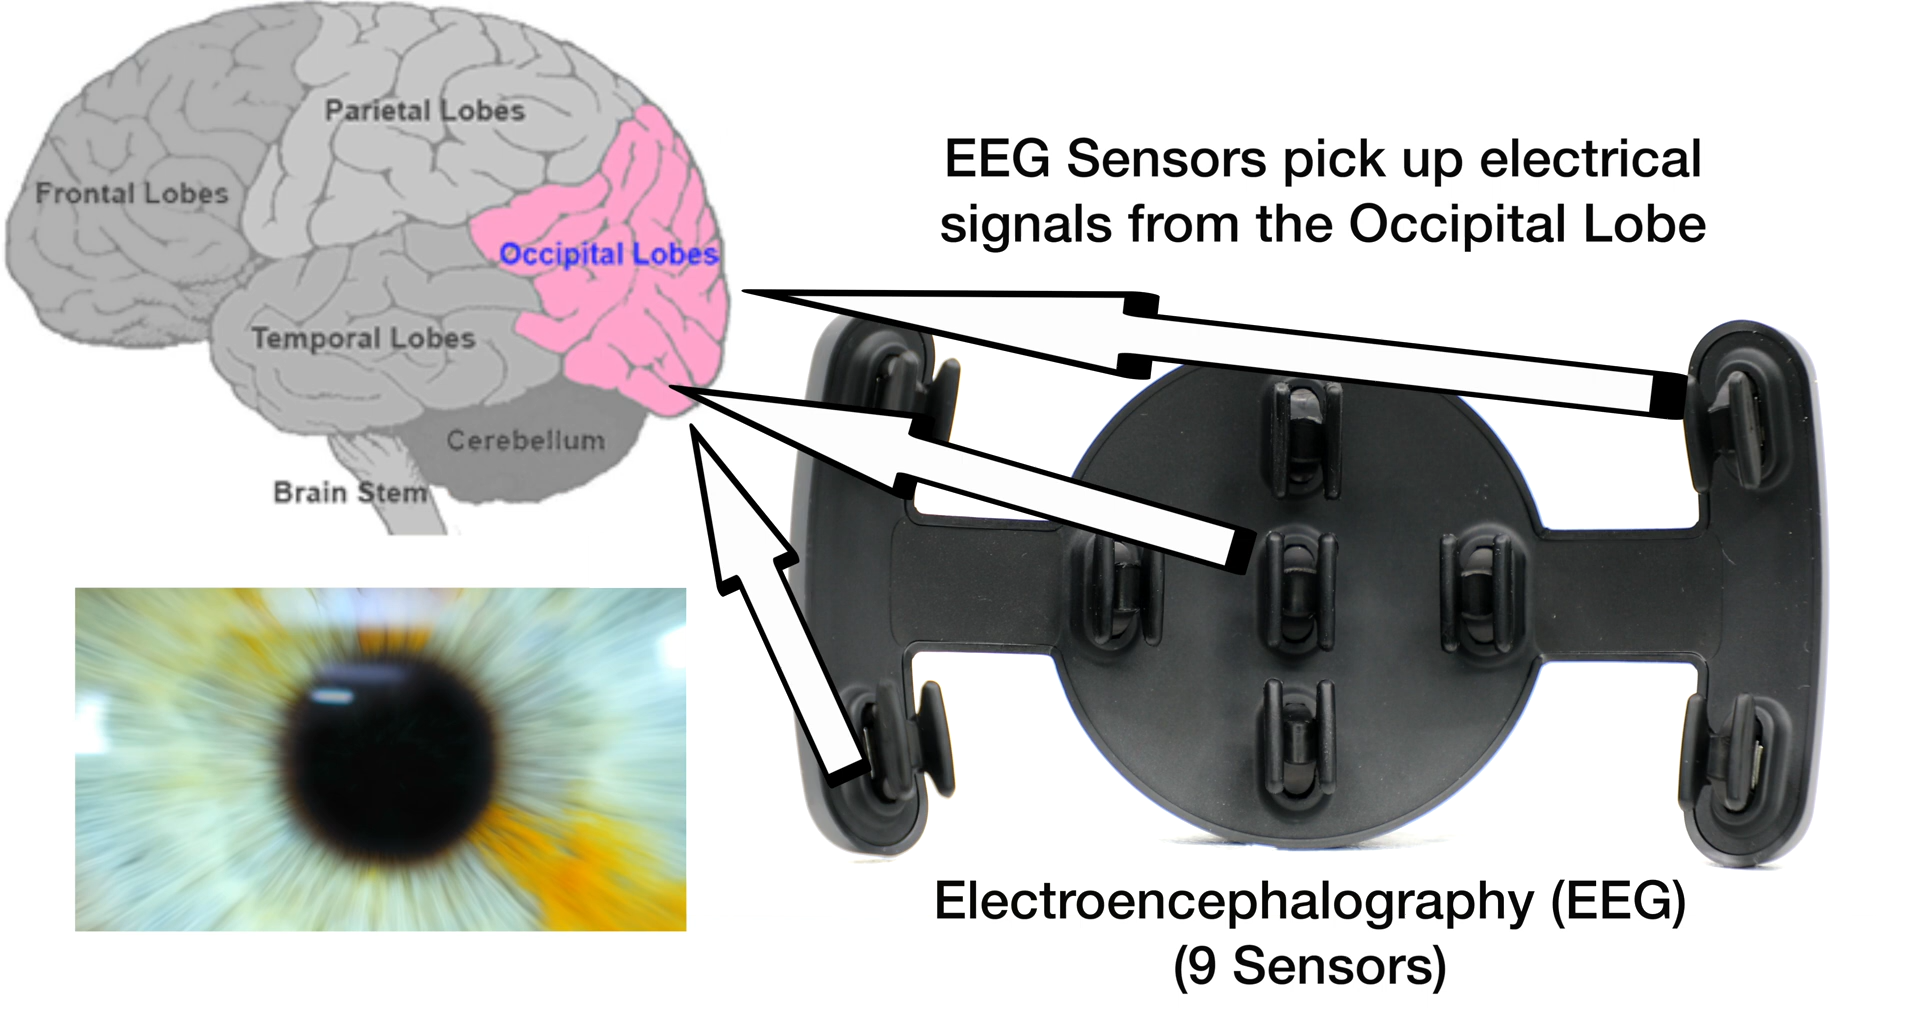 Parietal Lobes
Frontal Lobes
Occipital Lobes
Temporal Lobes
Cerebellum
Brain Stem
EEG Sensors pick up electrical
signals from the Occipital Lobe
Electroencephalography (EEG)
(9 Sensors)